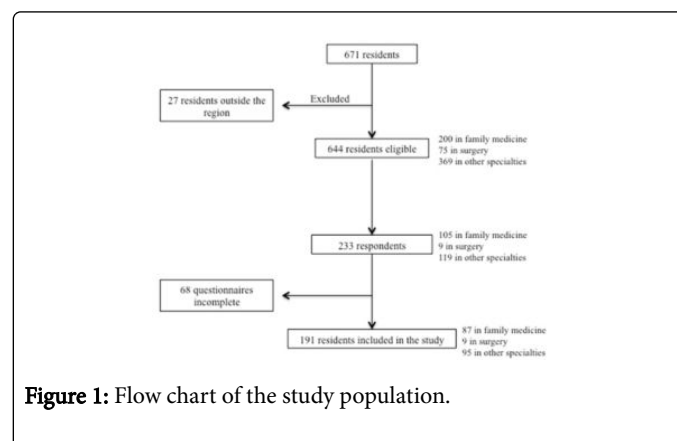 671 residents
27 residents outside the
region
Excluded
644 residents eligible
200 in family medicine
75 in surgery
369 in other specialties
233 respondents
105 in family medicine
9 in surgery
119 in other specialties
68 questionnaires
incomplete
191 residents included in the study
87 in family medicine
9 in surgery
95 in other specialties
Figure 1: Flow chart of the study population.